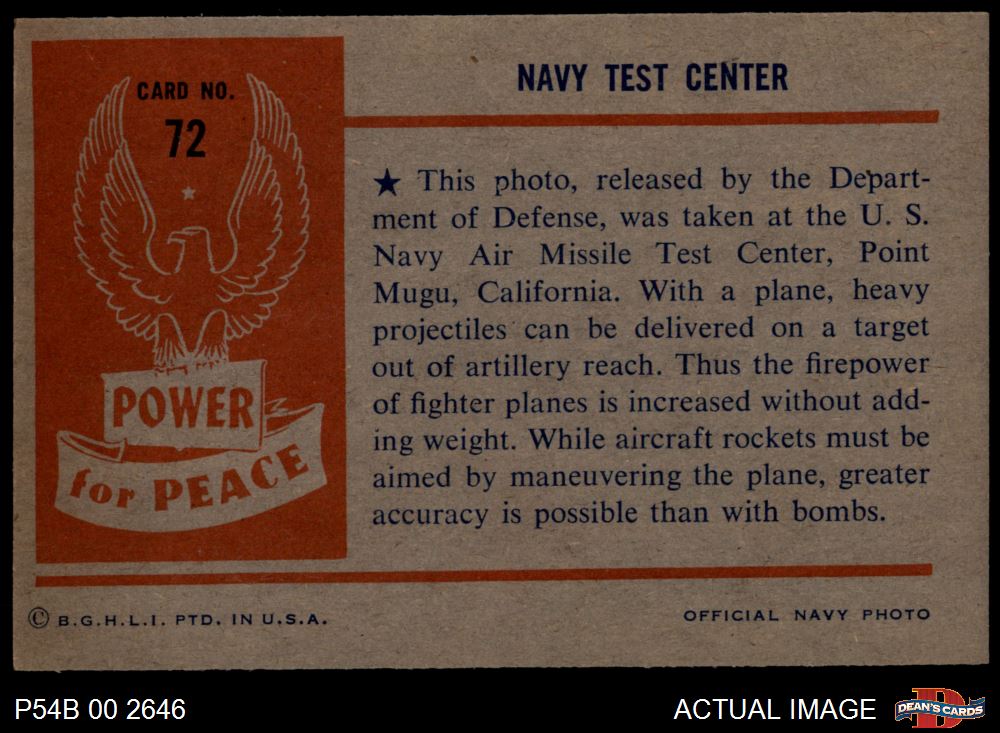 CARD NO.
72
POWER
for PEACE
NAVY TEST CENTER
★ This photo, released by the Depart-
ment of Defense, was taken at the U. S.
Navy Air Missile Test Center, Point
Mugu, California. With a plane, heavy
projectiles can be delivered on a target
out of artillery reach. Thus the firepower
of fighter planes is increased without add-
ing weight. While aircraft rockets must be
aimed by maneuvering the plane, greater
accuracy is possible than with bombs.
© B.G.H.L.I. PTD. IN U.S.A.
OFFICIAL NAVY PHOTO
P54B 00 2646
ACTUAL IMAGE
D
DEAN'S CARDS